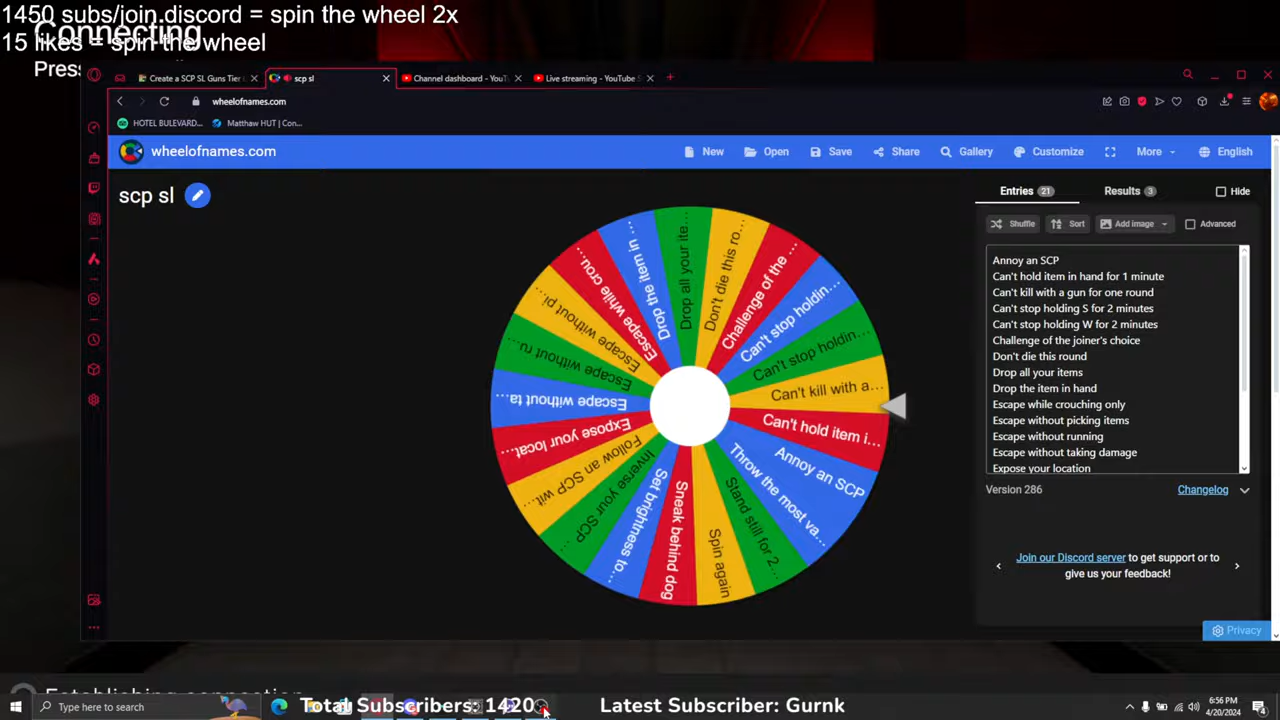 1450 subs/join discord = spin the wheel 2x
Connecting
15 likes = spin the wheel
Press
Create a SCP SL Guns Tier
scp sl
Channel dashboard - YouT
Live streaming - YouTube S
wheelofnames.com
HOTEL BULEVARD...
Matthaw HUT | Con...
wheelofnames.com
New
Open
Save
Share
Gallery
Customize
More
English
scp sl
Entries 21
Results 3
Hide
Shuffle
Sort
Add image
Advanced
Annoy an SCP
Can't hold item in hand for 1 minute
Can't kill with a gun for one round
Can't stop holding S for 2 minutes
Can't stop holding W for 2 minutes
Challenge of the joiner's choice
Don't die this round
Drop all your items
Drop the item in hand
Escape while crouching only
Escape without picking items
Escape without running
Escape without taking damage
Expose your location
Drop the item in ...
Drop all your ite...
Don't die this ro...
Challenge of the ...
Can't stop holdin...
Can't stop holdin...
Can't kill with a...
Can't hold item i...
Annoy an SCP
Throw the most va...
Stand still for 2 ...
Spin again
Sneak behind dog
Set brightness to...
Inverse your SCP ...
Follow an SCP wit...
Expose your locat...
Escape without ta...
Escape without ru...
Escape without pi...
Escape while crou...
Version 286
Changelog
Join our Discord server to get support or to
give us your feedback!
Privacy
Establishing connection
Type here to search
Total Subscribers: 1420
Latest Subscriber: Gurnk
6:56 PM
4/20/2024
4